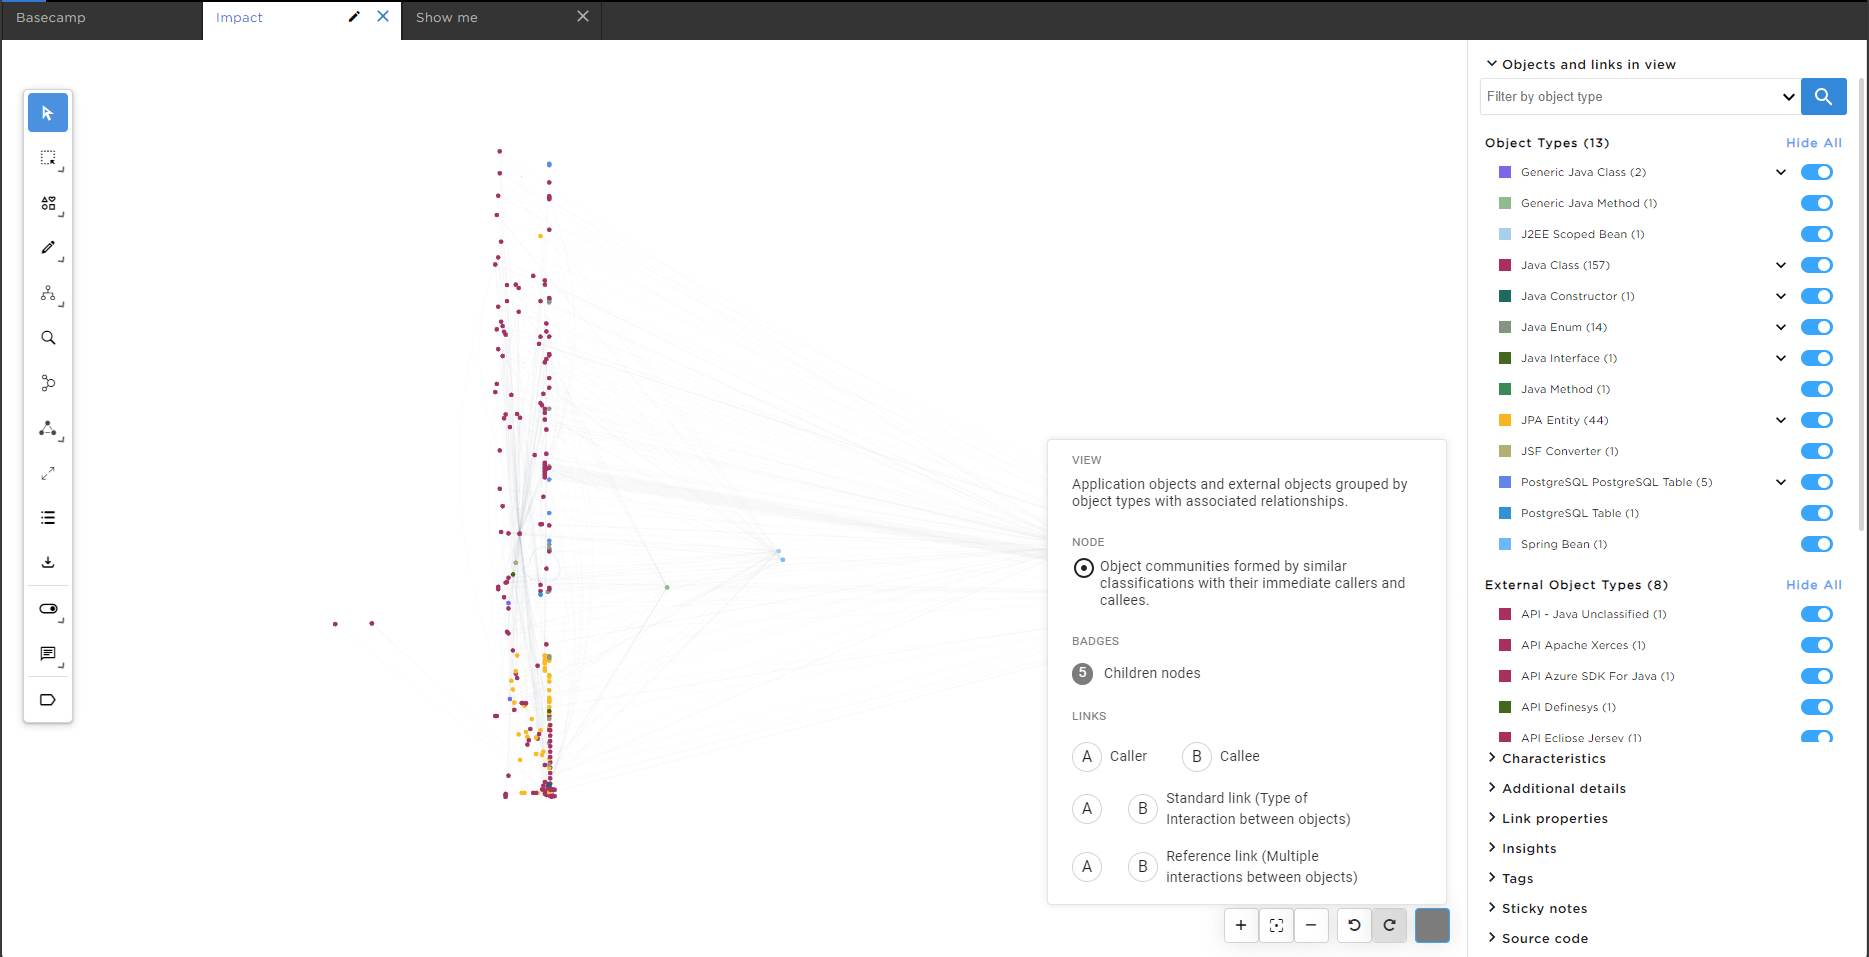 Basecamp
Impact
Show me
Objects and links in view
Filter by object type
Object Types (13)
Hide All
Generic Java Class (2)
Generic Java Method (1)
J2EE Scoped Bean (1)
Java Class (157)
Java Constructor (1)
Java Enum (14)
Java Interface (1)
Java Method (1)
JPA Entity (44)
JSF Converter (1)
PostgreSQL PostgreSQL Table (5)
PostgreSQL Table (1)
Spring Bean (1)
External Object Types (8)
Hide All
API - Java Unclassified (1)
API Apache Xerces (1)
API Azure SDK For Java (1)
API Definesys (1)
API Eclipse Jersey (1)
Characteristics
Additional details
Link properties
Insights
Tags
Sticky notes
Source code
VIEW
Application objects and external objects grouped by
object types with associated relationships.
NODE
Object communities formed by similar
classifications with their immediate callers and
callees.
BADGES
5 Children nodes
LINKS
A Caller B Callee
A B Standard link (Type of
Interaction between objects)
A B Reference link (Multiple
interactions between objects)